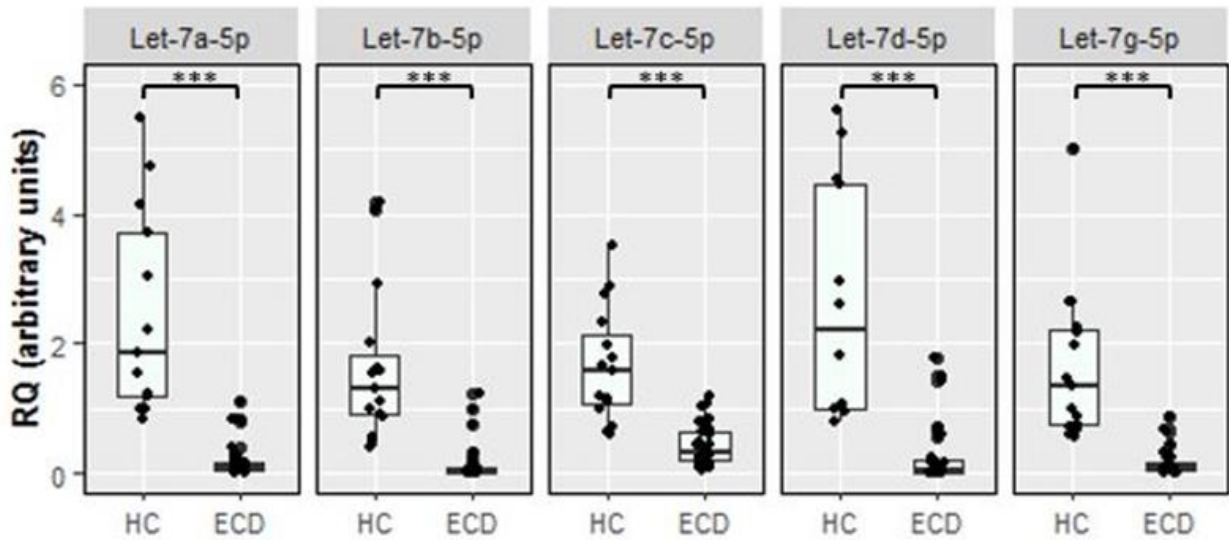 Let-7a-5p Let-7b-5p Let-7c-5p Let-7d-5p Let-7g-5p
*** *** *** *** ***
6
4
2
0
RQ (arbitrary units)
HC ECD HC ECD HC ECD HC ECD HC ECD